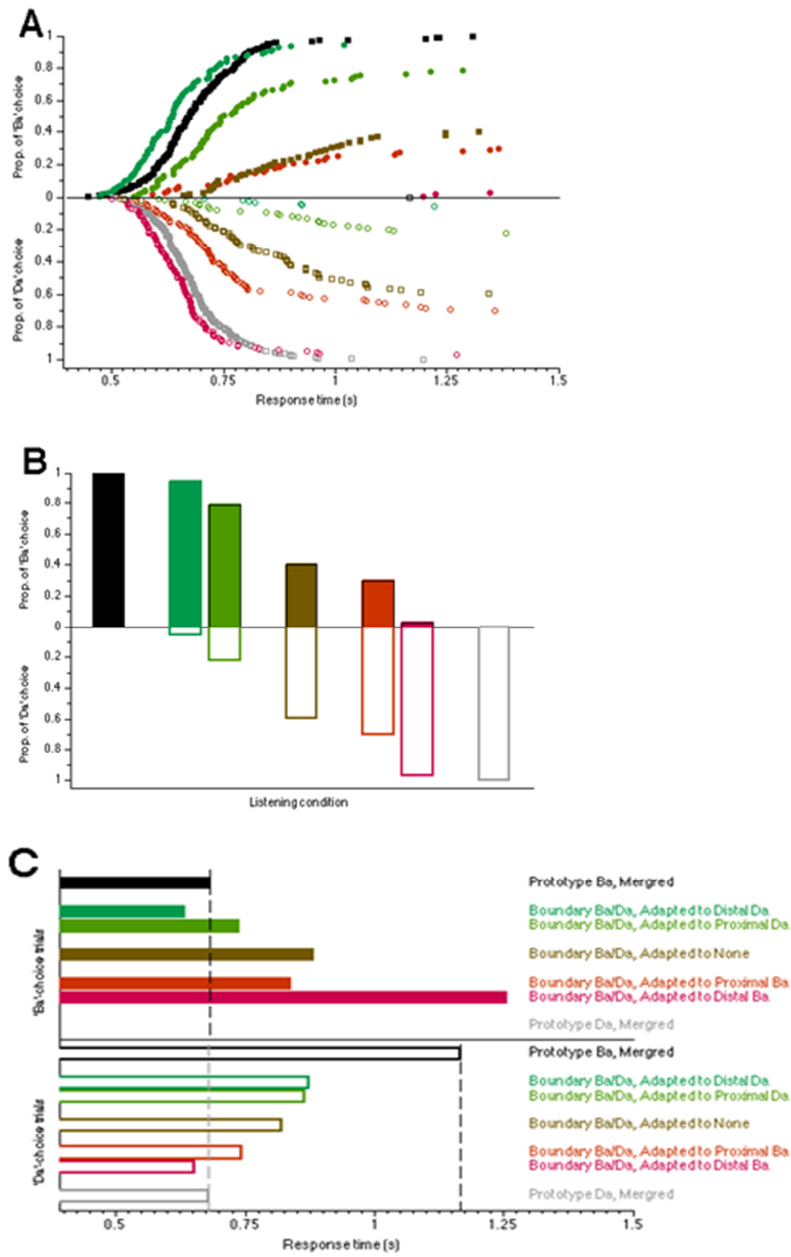 A
1
0.8
0.6
0.4
0.2
0
0.2
0.4
0.6
0.8
1
Prop. of 'Ba' choice
Prop. of 'Da' choice
0.5 0.75 1 1.25 1.5
Response time (s)
B
1
0.8
0.6
0.4
0.2
0
0.2
0.4
0.6
0.8
1
Prop. of 'Ba' choice
Prop. of 'Da' choice
Listening condition
C
'Ba'-choice trials
Prototype Ba, Mergred
Boundary Ba/Da, Adapted to Distal Da
Boundary Ba/Da, Adapted to Proximal Da
Boundary Ba/Da, Adapted to None
Boundary Ba/Da, Adapted to Proximal Ba
Boundary Ba/Da, Adapted to Distal Ba
Prototype Da, Mergred
'Da'-choice trials
Prototype Ba, Mergred
Boundary Ba/Da, Adapted to Distal Da
Boundary Ba/Da, Adapted to Proximal Da
Boundary Ba/Da, Adapted to None
Boundary Ba/Da, Adapted to Proximal Ba
Boundary Ba/Da, Adapted to Distal Ba
Prototype Da, Mergred
0.5 0.75 1 1.25 1.5
Response time (s)